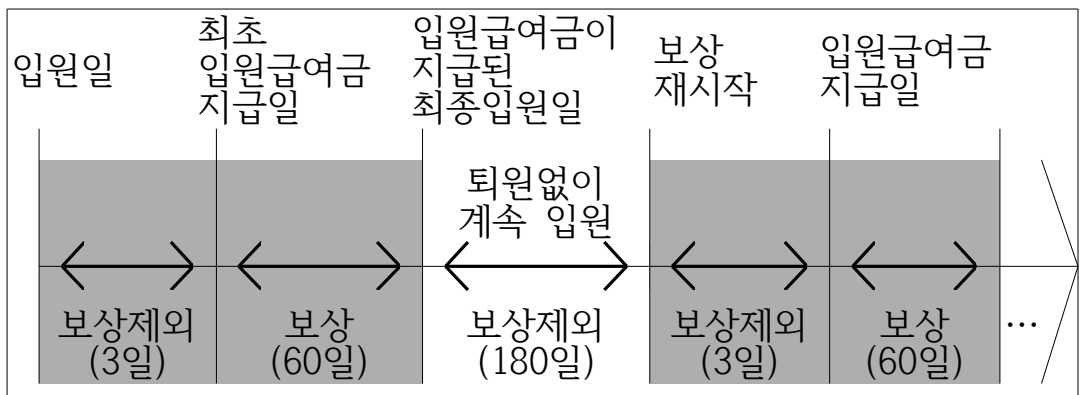 입원일
최초
입원급여금
지급일
입원급여금이
지급된
최종입원일
보상
재시작
입원급여금
지급일
퇴원없이
계속 입원
보상제외
(3일)
보상
(60일)
보상제외
(180일)
보상제외
(3일)
보상
(60일)
…